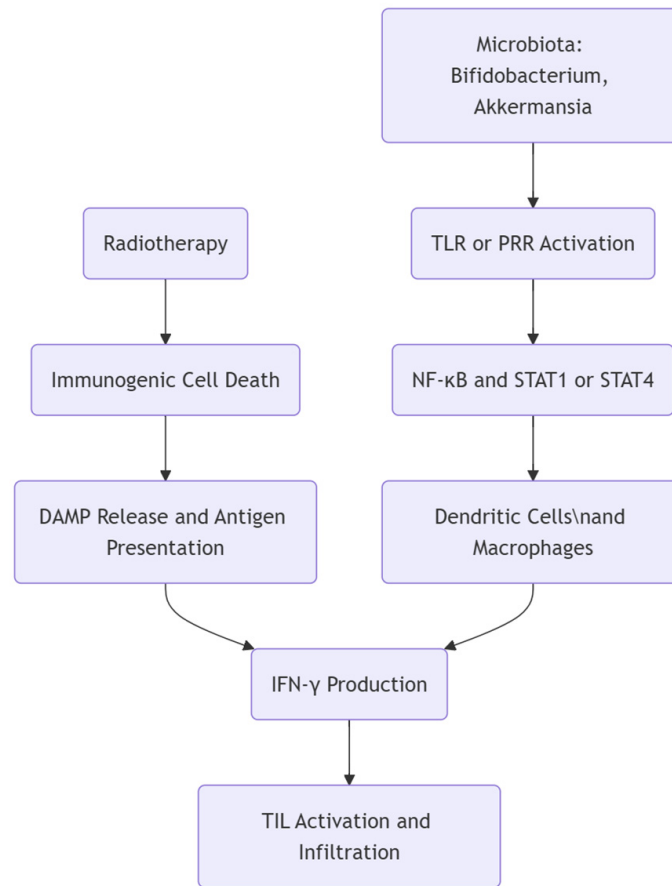 Microbiota:
Bifidobacterium,
Akkermansia
Radiotherapy
TLR or PRR Activation
Immunogenic Cell Death
NF-κB and STAT1 or STAT4
DAMP Release and Antigen
Presentation
Dendritic Cells\nand
Macrophages
IFN-γ Production
TIL Activation and
Infiltration